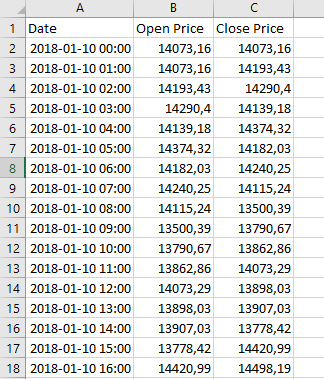 A B C
1 Date Open Price Close Price
2 2018-01-10 00:00 14073,16 14073,16
3 2018-01-10 01:00 14073,16 14193,43
4 2018-01-10 02:00 14193,43 14290,4
5 2018-01-10 03:00 14290,4 14139,18
6 2018-01-10 04:00 14139,18 14374,32
7 2018-01-10 05:00 14374,32 14182,03
8 2018-01-10 06:00 14182,03 14240,25
9 2018-01-10 07:00 14240,25 14115,24
10 2018-01-10 08:00 14115,24 13500,39
11 2018-01-10 09:00 13500,39 13790,67
12 2018-01-10 10:00 13790,67 13862,86
13 2018-01-10 11:00 13862,86 14073,29
14 2018-01-10 12:00 14073,29 13898,03
15 2018-01-10 13:00 13898,03 13907,03
16 2018-01-10 14:00 13907,03 13778,42
17 2018-01-10 15:00 13778,42 14420,99
18 2018-01-10 16:00 14420,99 14498,19